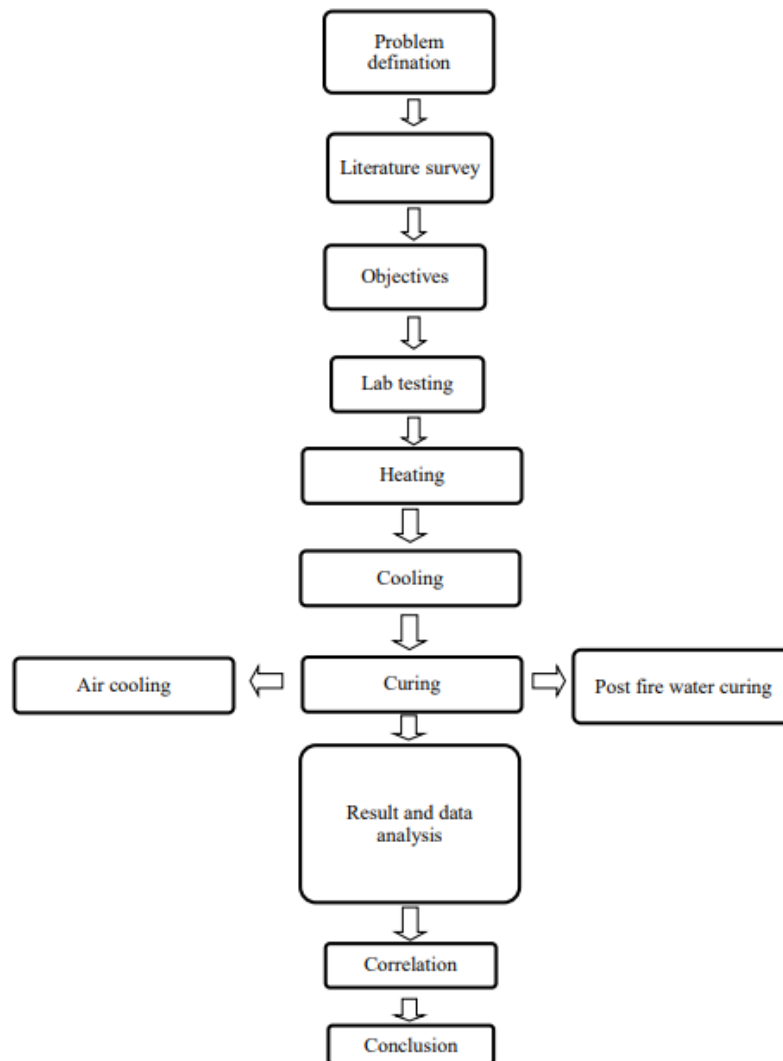 Problem
defination
Literature survey
Objectives
Lab testing
Heating
Cooling
Air cooling
Curing
Post fire water curing
Result and data
analysis
Correlation
Conclusion